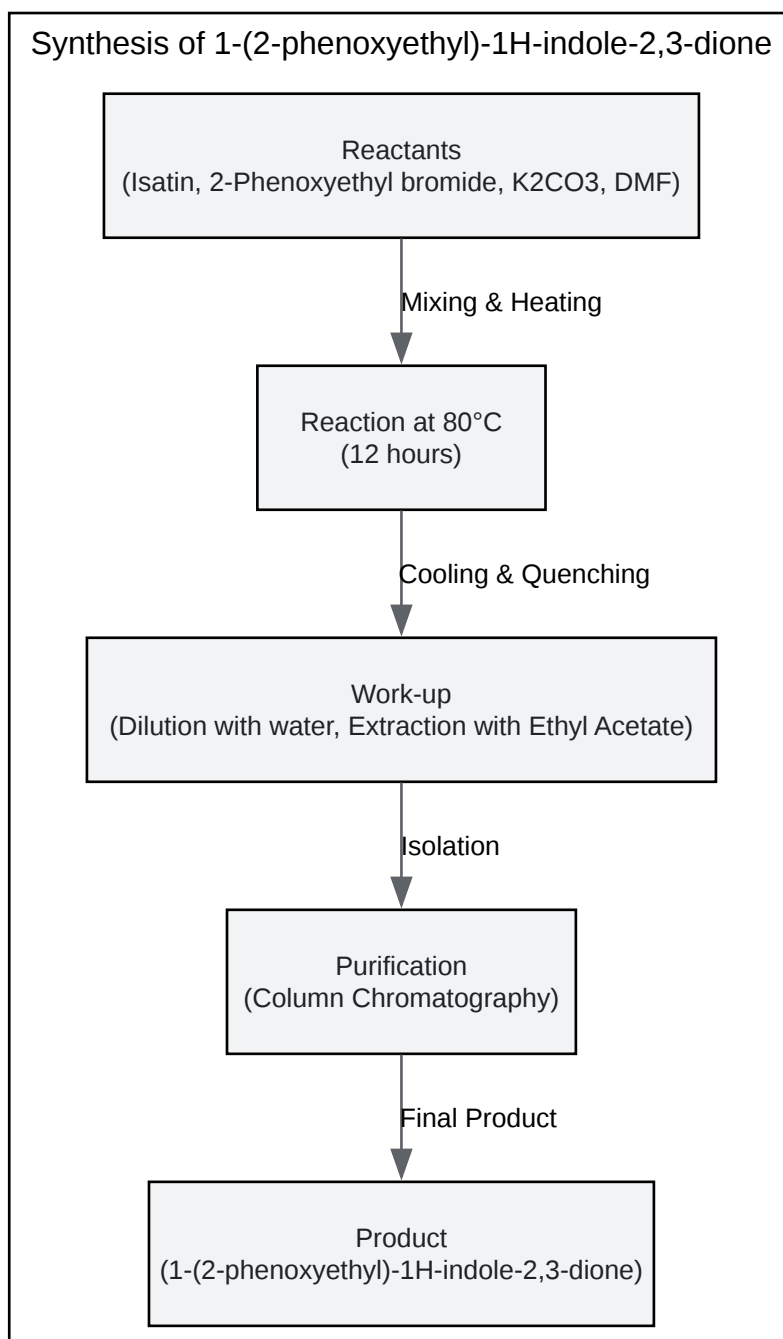 Synthesis of 1-(2-phenoxyethyl)-1H-indole-2,3-dione
Reactants
(Isatin, 2-Phenoxyethyl bromide, K2CO3, DMF)
Mixing & Heating
Reaction at 80°C
(12 hours)
Cooling & Quenching
Work-up
(Dilution with water, Extraction with Ethyl Acetate)
Isolation
Purification
(Column Chromatography)
Final Product
Product
(1-(2-phenoxyethyl)-1H-indole-2,3-dione)